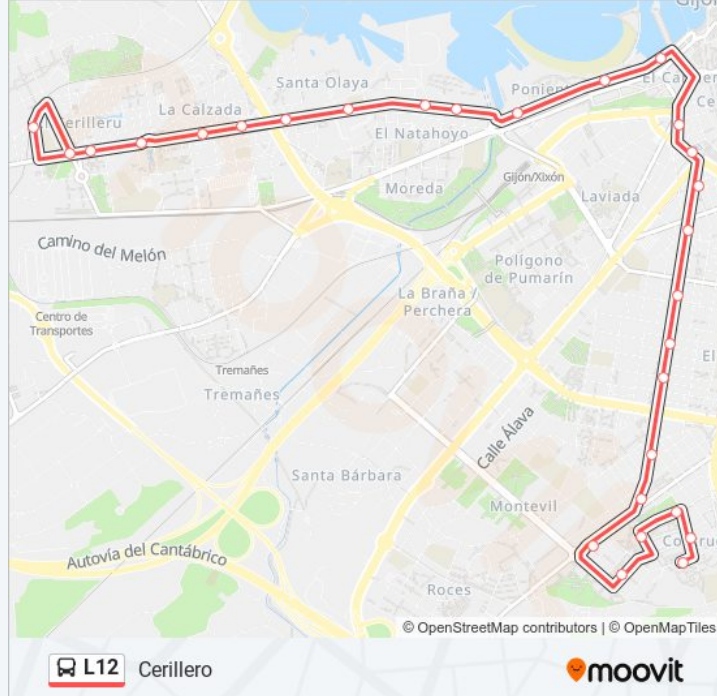 Gijón
Santa Olaya
La Calzada
Poniente
El Natahoyo
Moreda
Gijón/Xixón
Laviada
Camino del Melón
Polígono
de Pumarín
La Braña /
Perchera
Centro de
Transportes
El
Tremañes
Tremañes
Calle Álava
Santa Bárbara
Montevil
Autovía del Cantábrico
Roces
© OpenStreetMap contributors | © OpenMapTiles
L12 Cerillero
moovit